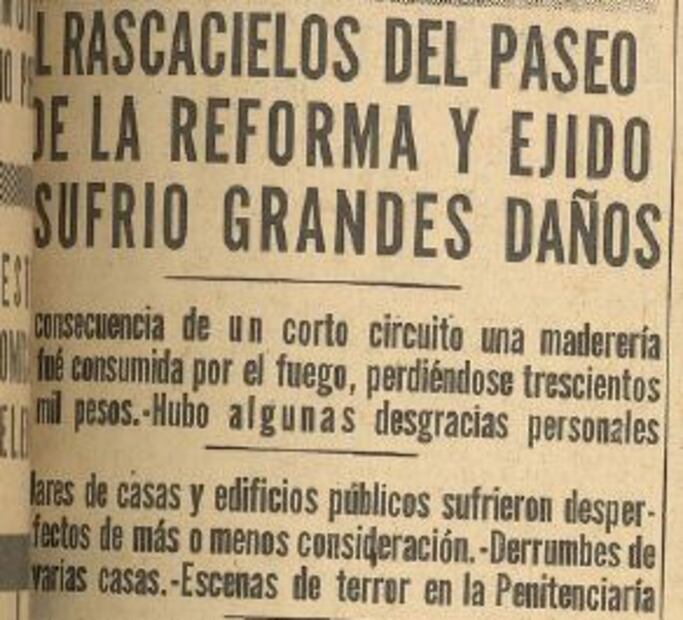 L RASCACIELOS DEL PASEO
DE LA REFORMA Y EJIDO
SUFRIO GRANDES DAÑOS
consecuencia de un corto circuito una maderería
fué consumida por el fuego, perdiéndose trescientos
mil pesos.-Hubo algunas desgracias personales
lares de casas y edificios públicos sufrieron desper-
fectos de más o menos consideración.-Derrumbes de
varias casas.-Escenas de terror en la Penitenciaría